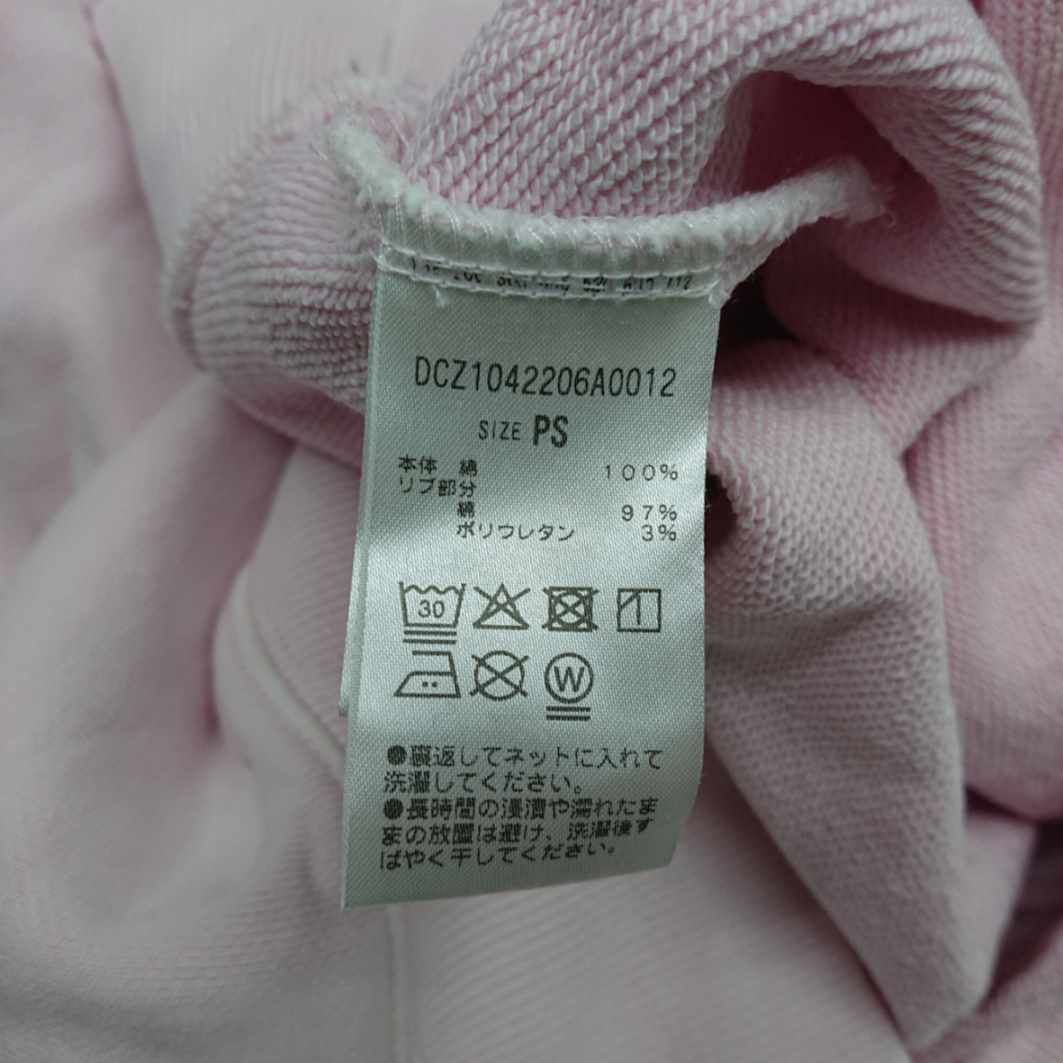 DCZ1042206A0012
SIZE PS
本体 綿 100%
リブ部分
綿 97%
ポリウレタン 3%
30
W
●裏返してネットに入れて
洗濯してください。
●長時間の浸漬や濡れたま
まの放置は避け、洗濯後す
ばやく干してください。